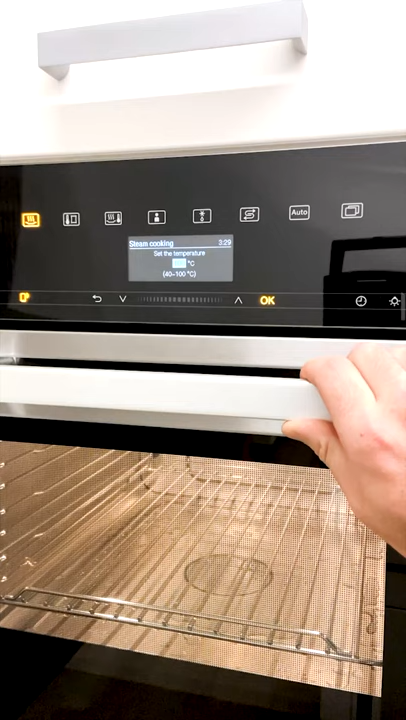 Auto
Steam cooking 3:29
Set the temperature
°C
(40–100 °C)
OK